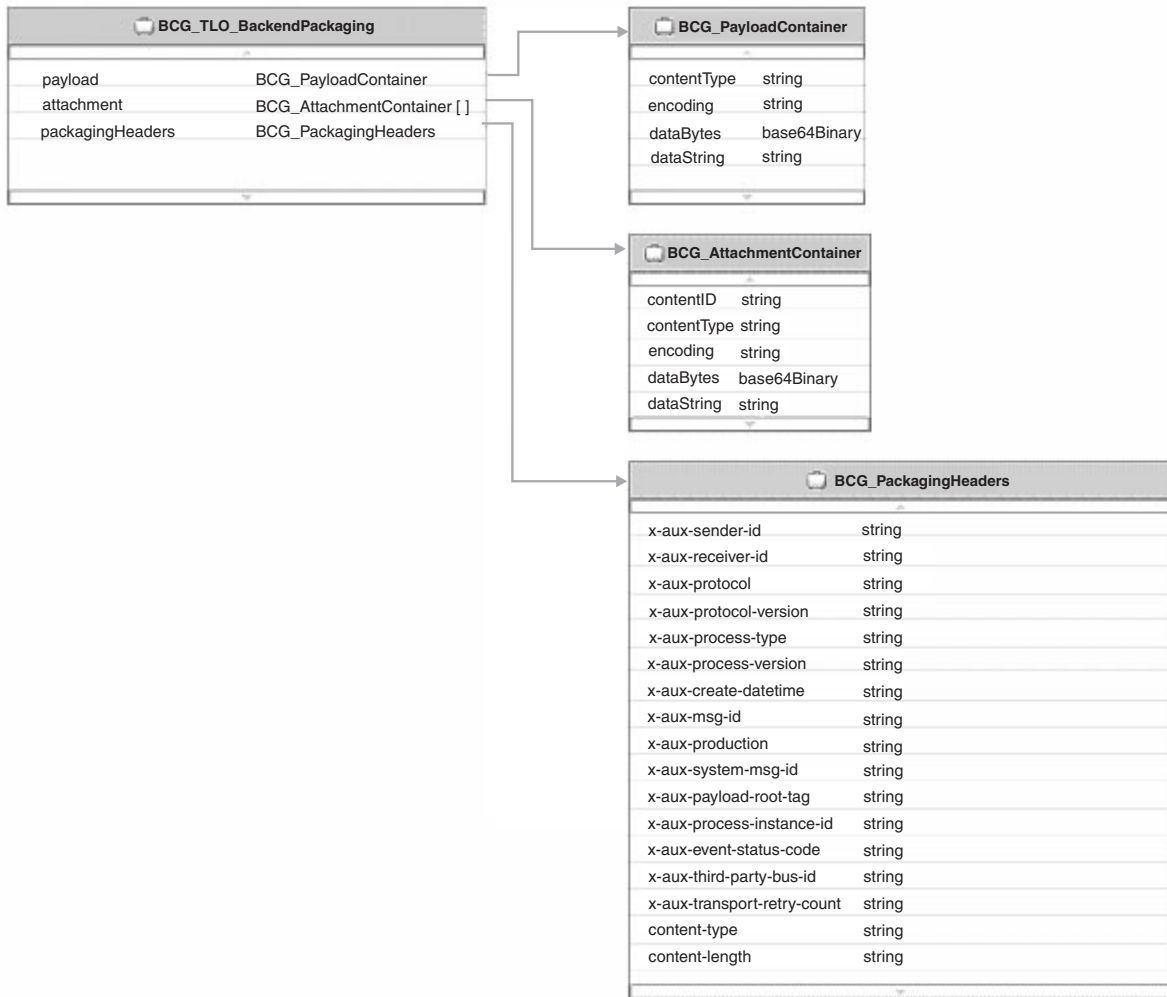 BCG_TLO_BackendPackaging
payload BCG_PayloadContainer
attachment BCG_AttachmentContainer [ ]
packagingHeaders BCG_PackagingHeaders
BCG_PayloadContainer
contentType string
encoding string
dataBytes base64Binary
dataString string
BCG_AttachmentContainer
contentID string
contentType string
encoding string
dataBytes base64Binary
dataString string
BCG_PackagingHeaders
x-aux-sender-id string
x-aux-receiver-id string
x-aux-protocol string
x-aux-protocol-version string
x-aux-process-type string
x-aux-process-version string
x-aux-create-datetime string
x-aux-msg-id string
x-aux-production string
x-aux-system-msg-id string
x-aux-payload-root-tag string
x-aux-process-instance-id string
x-aux-event-status-code string
x-aux-third-party-bus-id string
x-aux-transport-retry-count string
content-type string
content-length string